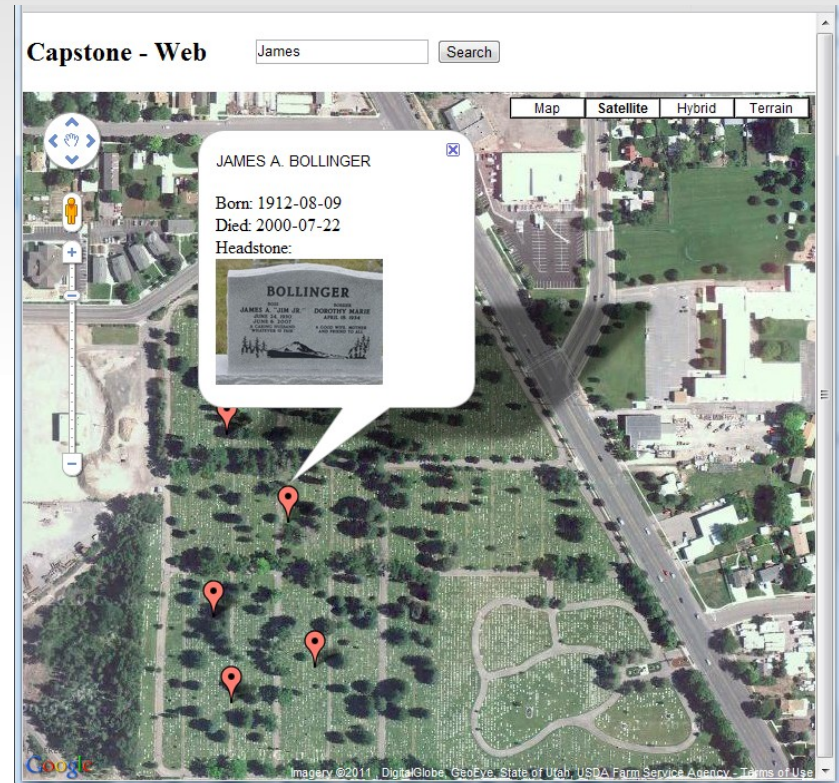 Capstone - Web
James
Search
Map Satellite Hybrid Terrain
JAMES A. BOLLINGER
Born: 1912-08-09
Died: 2000-07-22
Headstone:
BOLLINGER
JAMES A. "JIM JR." DOROTHY MARIE
Google
Imagery ©2011 , DigitalGlobe, GeoEye, State of Utah, USDA Farm Service Agency - Terms of Use